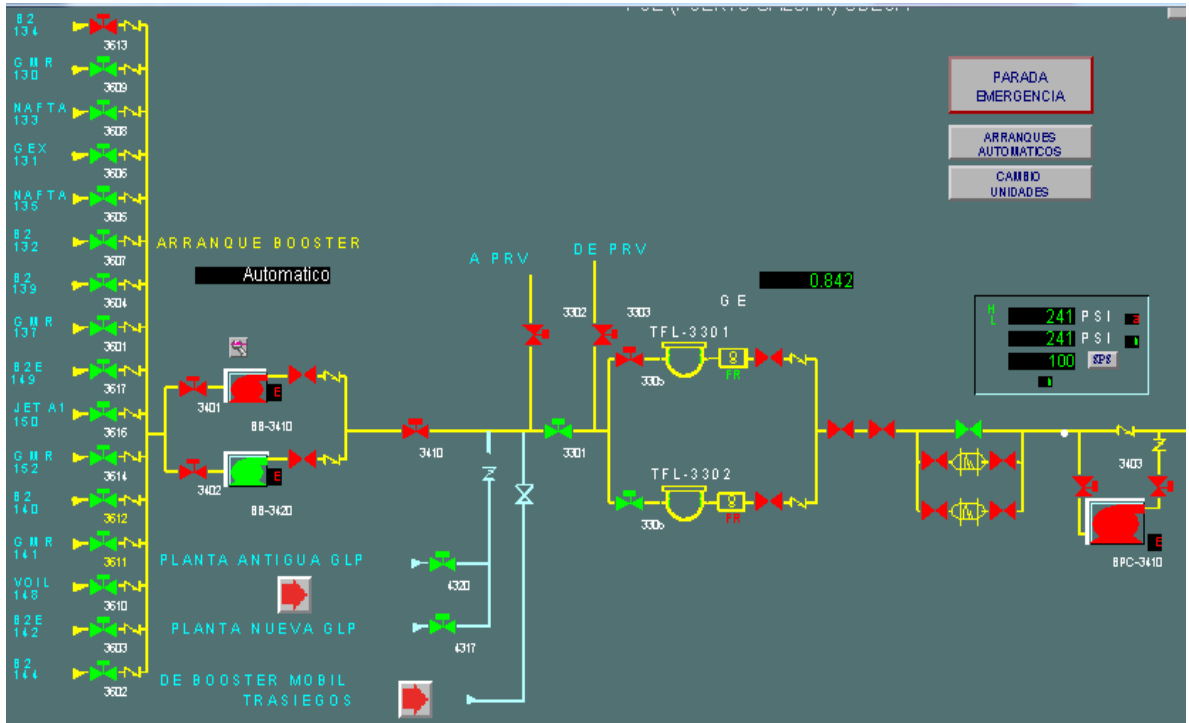 B2
134
3613
GMR
130
3609
NAFTA
133
3608
GEX
131
3606
NAFTA
135
3605
B2
132
3607
B2
139
3604
GMR
137
3601
B2E
149
3617
JET A1
150
3616
GMR
152
3614
B2
140
3612
GMR
141
3611
VOIL
148
3610
B2E
142
3603
B2
144
3602
ARRANQUE BOOSTER
Automatico
3401
E
BB-3410
3402
E
BB-3420
3410
A PRV
DE PRV
3302
3303
3301
G E
0.842
TFL-3301
3305
FR
TFL-3302
3305
FR
PLANTA ANTIGUA GLP
4320
PLANTA NUEVA GLP
4317
DE BOOSTER MOBIL
TRASIEGOS
PARADA
EMERGENCIA
ARRANQUES
AUTOMATICOS
CAMBIO
UNIDADES
H
L
241 PSI
241 PSI
100
SPS
3403
E
BPC-3410